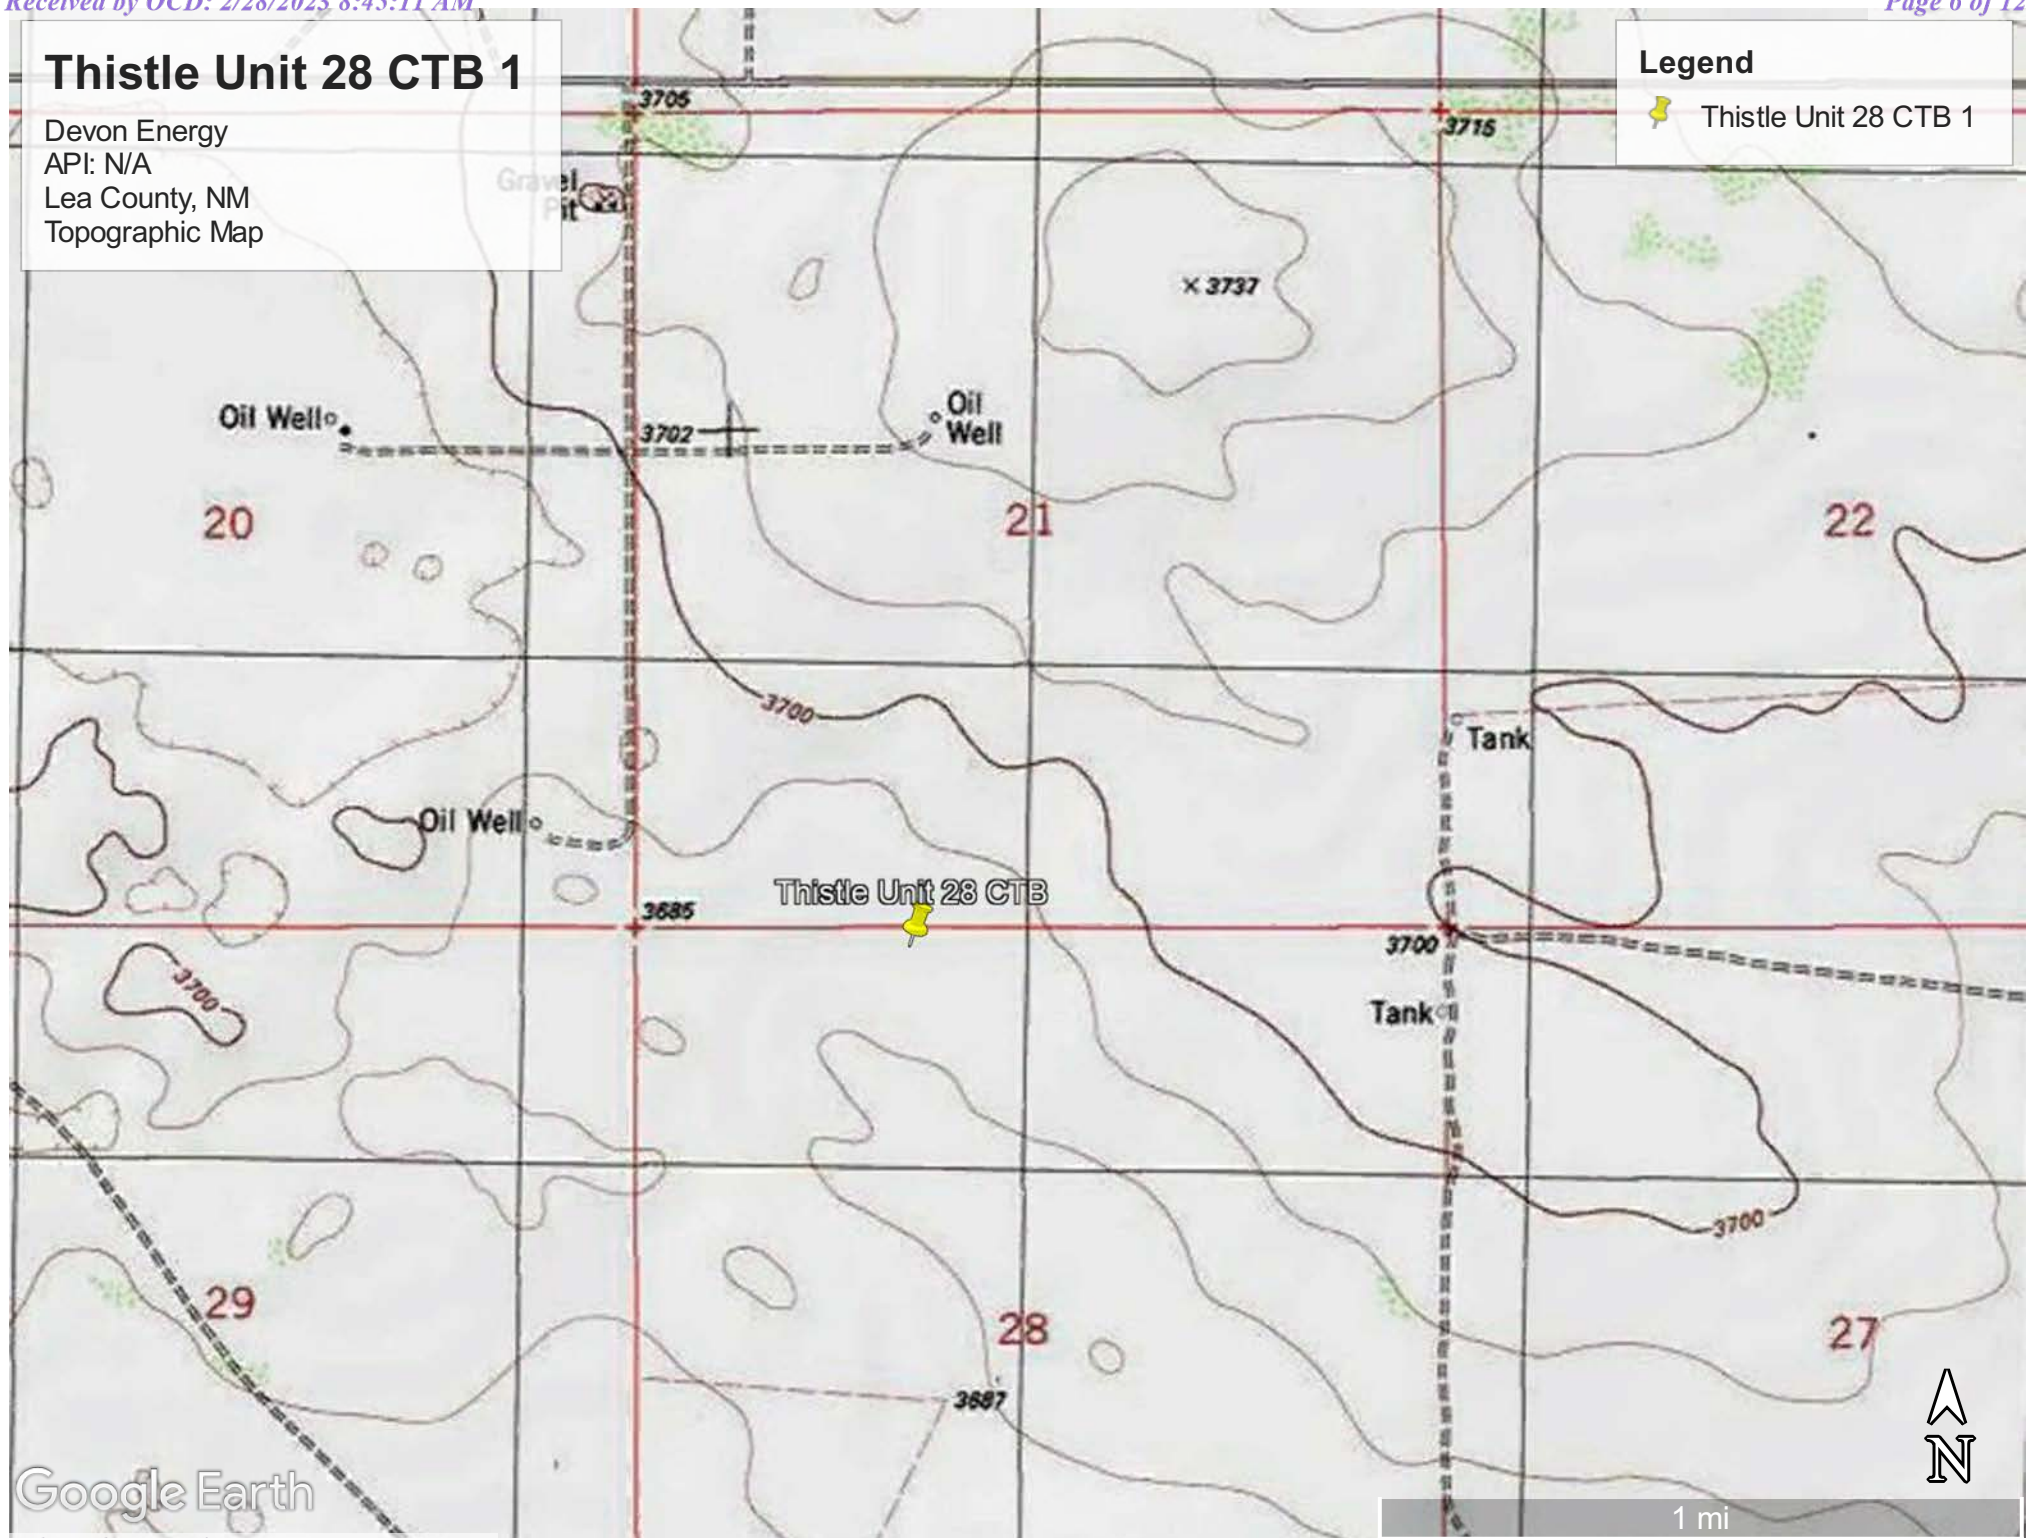 Received by OCD: 2/28/2023 8:45:11 AM
Page 6 of 12
Thistle Unit 28 CTB 1
Devon Energy
API: N/A
Lea County, NM
Topographic Map
Legend
Thistle Unit 28 CTB 1
3705
3715
Gravel
Pit
3737
Oil Well
Oil
Well
3702
20
21
22
3700
Tank
Oil Well
Thistle Unit 28 CTB
3685
3700
3700
Tank
3700
29
28
27
3687
N
Google Earth
1 mi